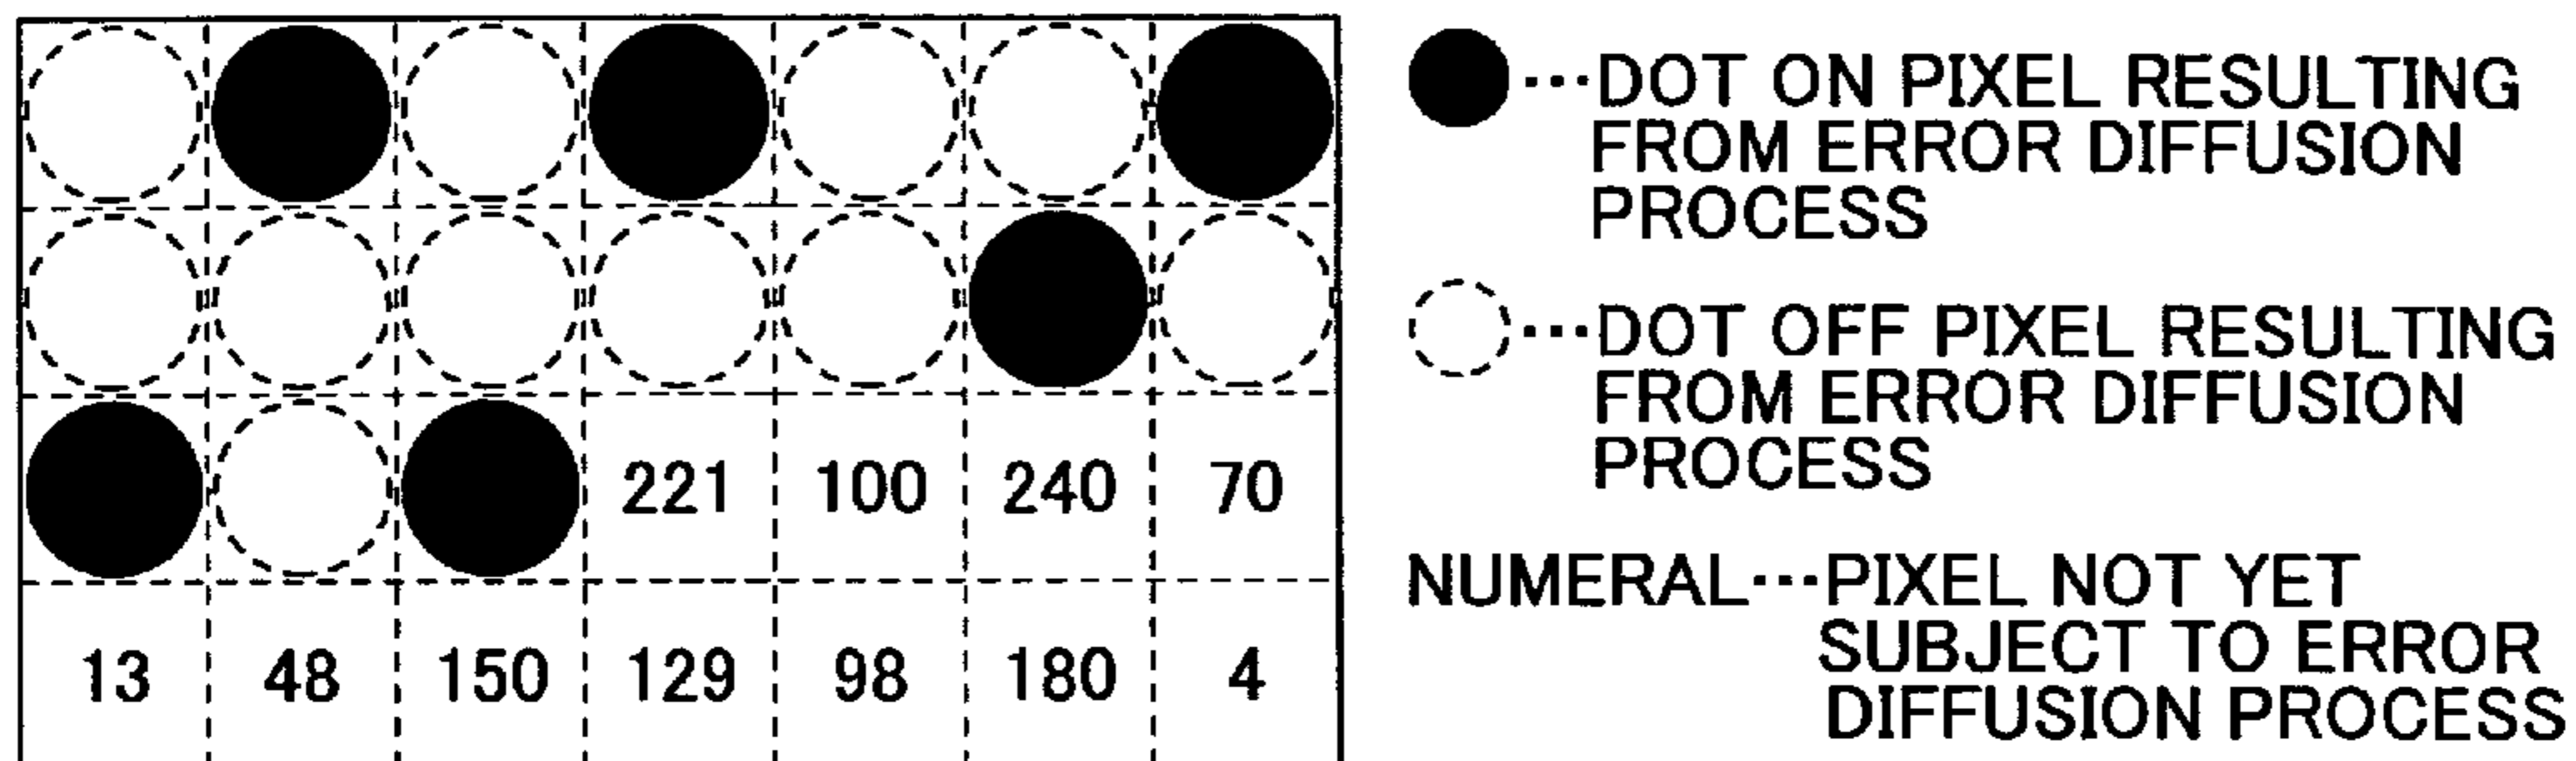 ●···DOT ON PIXEL RESULTING
FROM ERROR DIFFUSION
PROCESS
···DOT OFF PIXEL RESULTING
FROM ERROR DIFFUSION
PROCESS
221 100 240 70
NUMERAL···PIXEL NOT YET
SUBJECT TO ERROR
DIFFUSION PROCESS
13 48 150 129 98 180 4